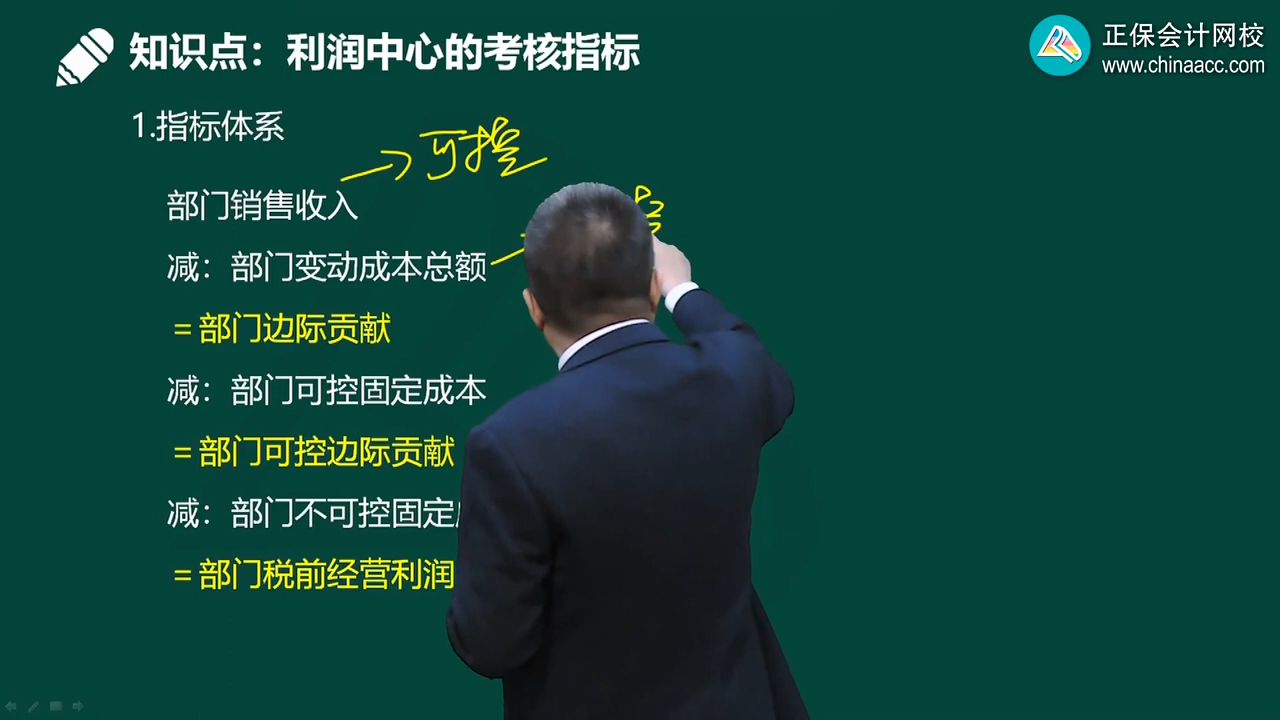 知识点：利润中心的考核指标
正保会计网校
www.chinaacc.com
1.指标体系
可控
部门销售收入
减：部门变动成本总额
＝部门边际贡献
减：部门可控固定成本
＝部门可控边际贡献
减：部门不可控固定
＝部门税前经营利润